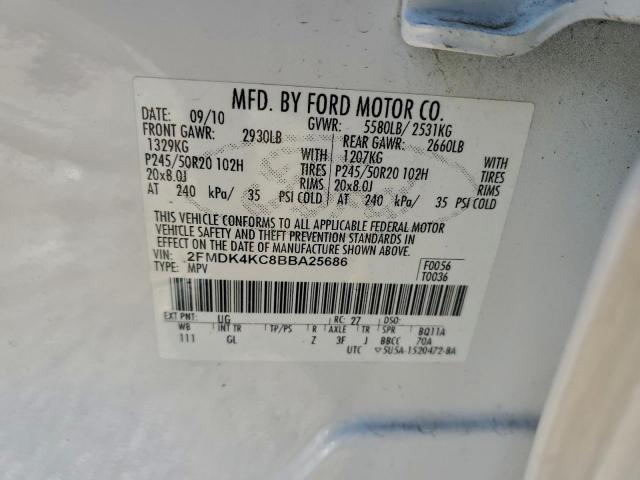 MFD. BY FORD MOTOR CO.
DATE: 09/10 GVWR: 5580LB/ 2531KG
FRONT GAWR: 2930LB REAR GAWR: 2660LB
1329KG WITH 1207KG WITH
P245/50R20 102H TIRES P245/50R20 102H TIRES
20x8.0J RIMS 20x8.0J RIMS
AT 240 kPa/ 35 PSI COLD AT 240 kPa/ 35 PSI COLD
THIS VEHICLE CONFORMS TO ALL APPLICABLE FEDERAL MOTOR
VEHICLE SAFETY AND THEFT PREVENTION STANDARDS IN
EFFECT ON THE DATE OF MANUFACTURE SHOWN ABOVE.
VIN: 2FMDK4KC8BBA25686 F0056
TYPE: MPV T0036
EXT PNT: UG RC: 27 DSO:
WB INT TR TP/PS R AXLE TR SPR BQ11A
111 GL Z 3F J BBCC 70A
UTC 5U5A-1520472-BA